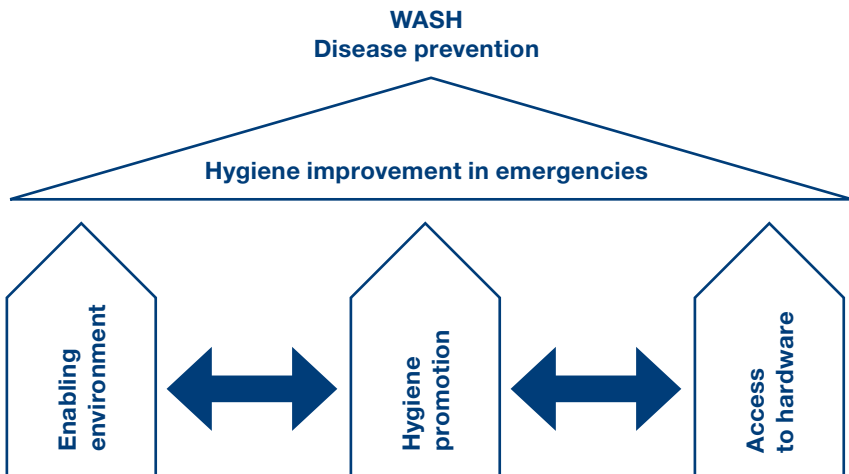 WASH
Disease prevention
Hygiene improvement in emergencies
Enabling
environment
Hygiene
promotion
Access
to hardware